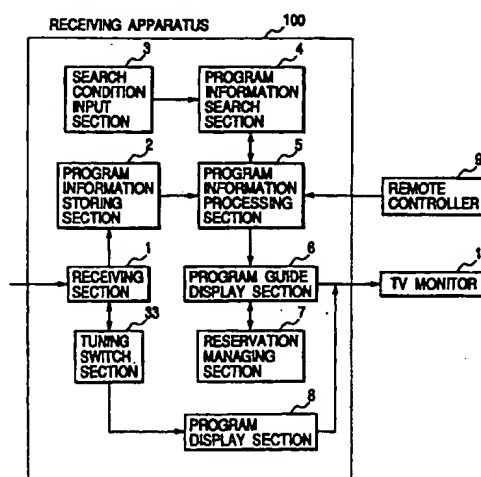 RECEIVING APPARATUS
100
3
SEARCH
CONDITION
INPUT
SECTION
4
PROGRAM
INFORMATION
SEARCH
SECTION
2
PROGRAM
INFORMATION
STORING
SECTION
5
PROGRAM
INFORMATION
PROCESSING
SECTION
9
REMOTE
CONTROLLER
1
RECEIVING
SECTION
6
PROGRAM GUIDE
DISPLAY SECTION
TV MONITOR
33
TUNING
SWITCH
SECTION
7
RESERVATION
MANAGING
SECTION
8
PROGRAM
DISPLAY SECTION